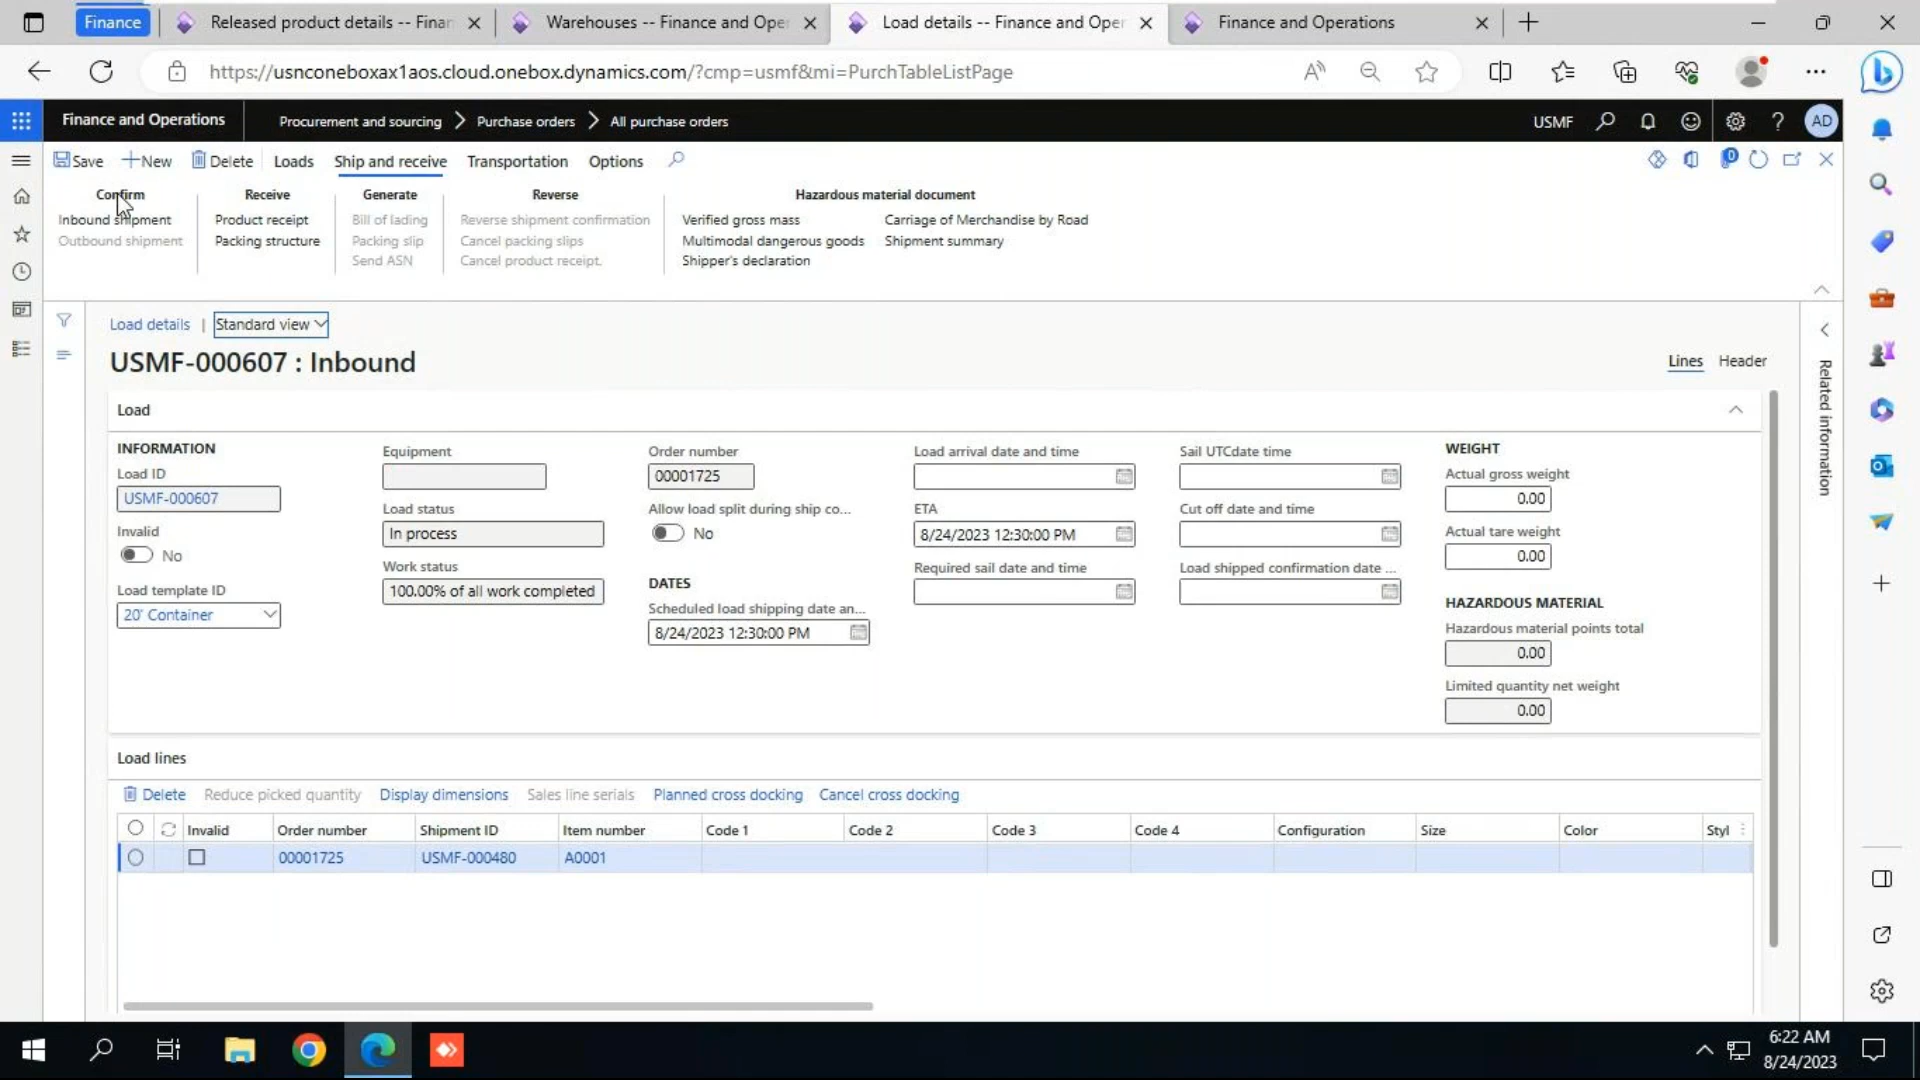 Finance
Released product details -- Finan
Warehouses -- Finance and Oper
Load details -- Finance and Oper
Finance and Operations
https://usnconeboxax1aos.cloud.onebox.dynamics.com/?cmp=usmf&mi=PurchTableListPage
Finance and Operations
Procurement and sourcing
Purchase orders
All purchase orders
USMF
AD
Save
New
Delete
Loads
Ship and receive
Transportation
Options
0
Confirm
Inbound shipment
Outbound shipment
Receive
Product receipt
Packing structure
Generate
Bill of lading
Packing slip
Send ASN
Reverse
Reverse shipment confirmation
Cancel packing slips
Cancel product receipt.
Hazardous material document
Verified gross mass
Carriage of Merchandise by Road
Multimodal dangerous goods
Shipment summary
Shipper's declaration
Load details | Standard view
USMF-000607 : Inbound
Lines
Header
Related information
Load
INFORMATION
Load ID
USMF-000607
Invalid
No
Load template ID
20' Container
Equipment
Load status
In process
Work status
100.00% of all work completed
Order number
00001725
Allow load split during ship co...
No
DATES
Scheduled load shipping date an...
8/24/2023 12:30:00 PM
Load arrival date and time
ETA
8/24/2023 12:30:00 PM
Required sail date and time
Sail UTCdate time
Cut off date and time
Load shipped confirmation date ...
WEIGHT
Actual gross weight
0.00
Actual tare weight
0.00
HAZARDOUS MATERIAL
Hazardous material points total
0.00
Limited quantity net weight
0.00
Load lines
Delete
Reduce picked quantity
Display dimensions
Sales line serials
Planned cross docking
Cancel cross docking
Invalid
Order number
Shipment ID
Item number
Code 1
Code 2
Code 3
Code 4
Configuration
Size
Color
Styl
00001725
USMF-000480
A0001
6:22 AM
8/24/2023